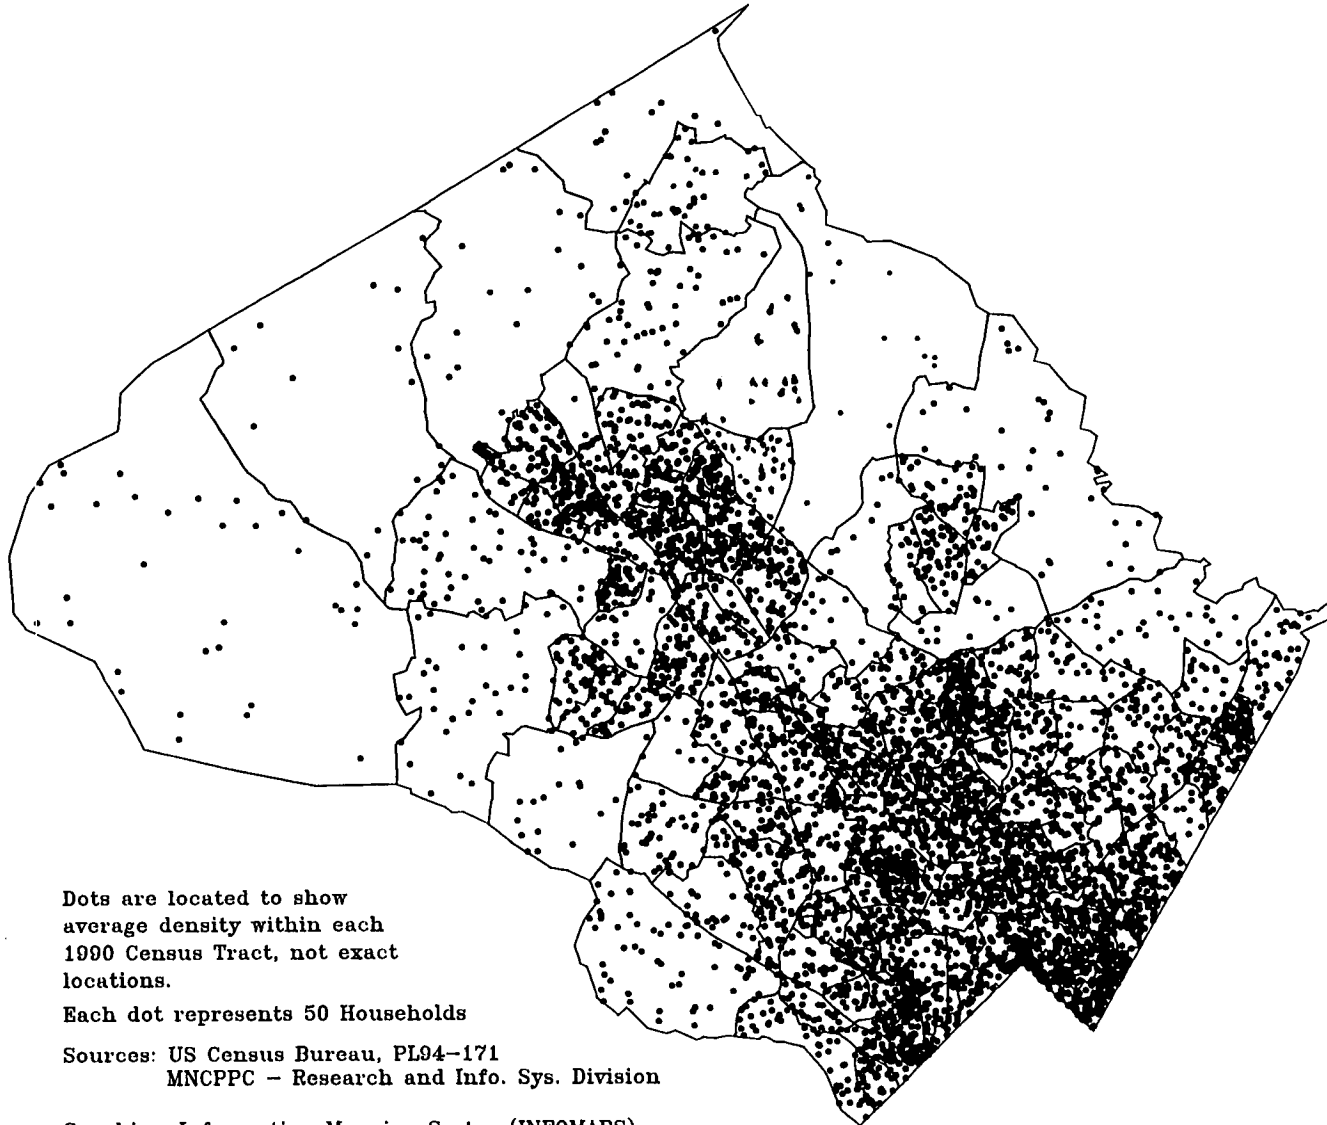 Dots are located to show
average density within each
1990 Census Tract, not exact
locations.
Each dot represents 50 Households
Sources: US Census Bureau, PL94-171
MNCPPC - Research and Info. Sys. Division